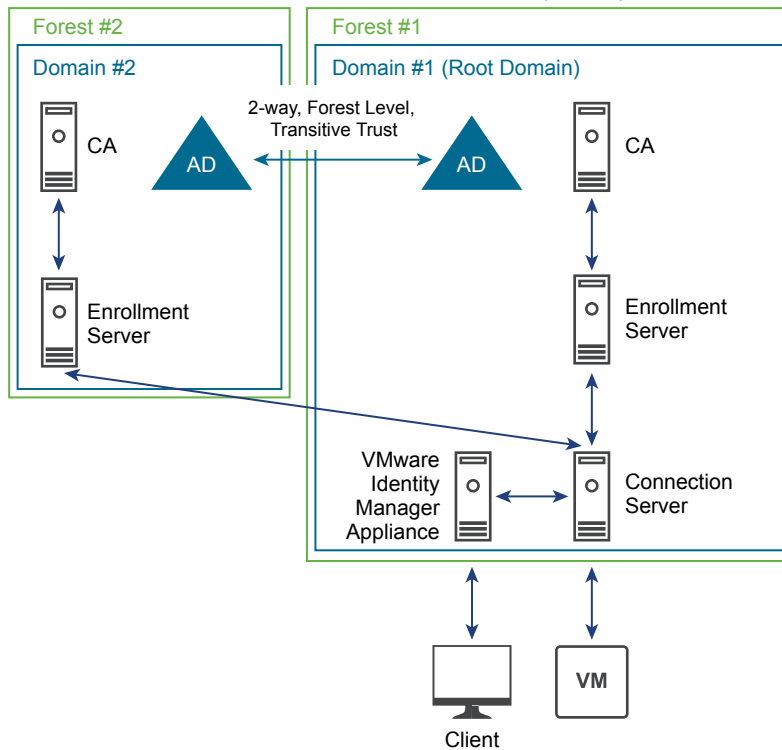 Forest #2
Domain #2
CA
AD
Enrollment
Server
2-way, Forest Level,
Transitive Trust
Forest #1
Domain #1 (Root Domain)
AD
CA
Enrollment
Server
VMware
Identity
Manager
Appliance
Connection
Server
Client
VM